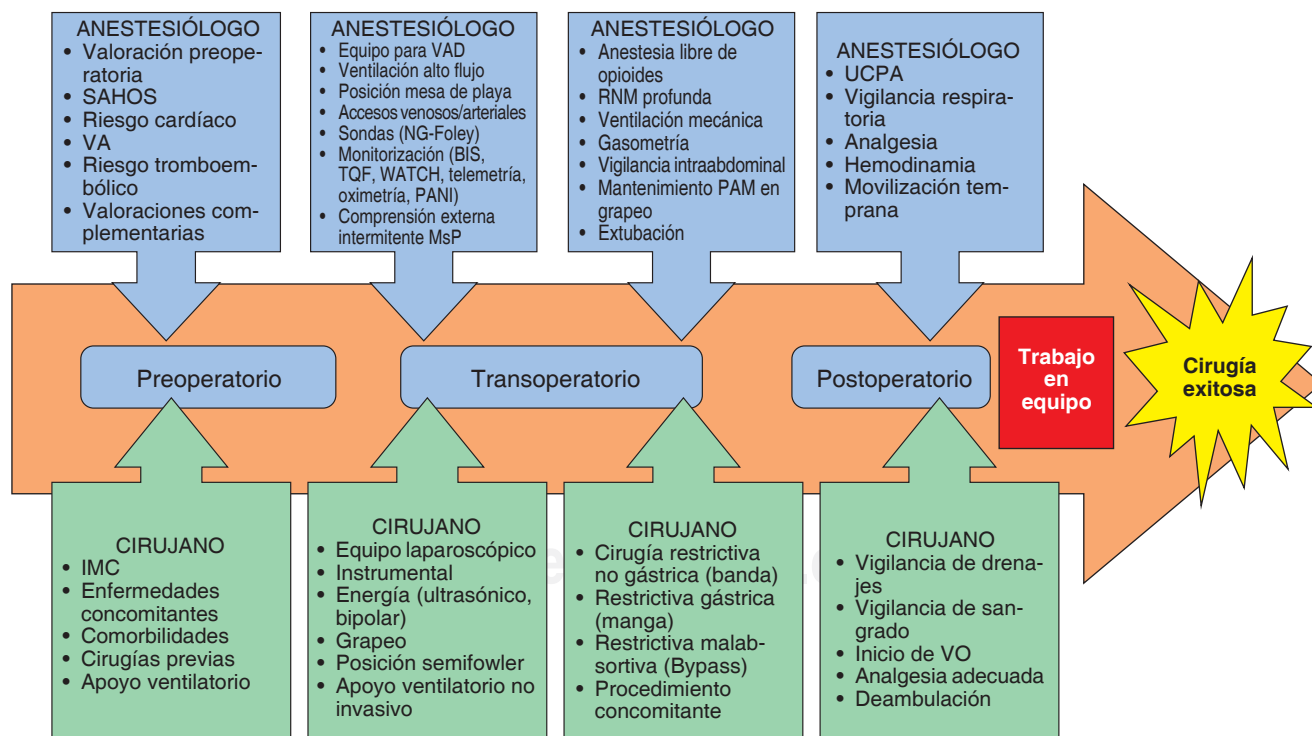 ANESTESIÓLOGO
• Valoración preope-
ratoria
• SAHOS
• Riesgo cardíaco
• VA
• Riesgo tromboem-
bólico
• Valoraciones com-
plementarias
ANESTESIÓLOGO
• Equipo para VAD
• Ventilación alto flujo
• Posición mesa de playa
• Accesos venosos/arteriales
• Sondas (NG-Foley)
• Monitorización (BIS,
TQF, WATCH, telemetría,
oximetría, PANI)
• Comprensión externa
intermitente MsP
ANESTESIÓLOGO
• Anestesia libre de
opioides
• RNM profunda
• Ventilación mecánica
• Gasometría
• Vigilancia intraabdominal
• Mantenimiento PAM en
grapeo
• Extubación
ANESTESIÓLOGO
• UCPA
• Vigilancia respira-
toria
• Analgesia
• Hemodinamia
• Movilización tem-
prana
Preoperatorio
Transoperatorio
Postoperatorio
Trabajo
en
equipo
Cirugía
exitosa
CIRUJANO
• IMC
• Enfermedades
concomitantes
• Comorbilidades
• Cirugías previas
• Apoyo ventilatorio
CIRUJANO
• Equipo laparoscópico
• Instrumental
• Energía (ultrasónico,
bipolar)
• Grapeo
• Posición semifowler
• Apoyo ventilatorio no
invasivo
CIRUJANO
• Cirugía restrictiva
no gástrica (banda)
• Restrictiva gástrica
(manga)
• Restrictiva malab-
sortiva (Bypass)
• Procedimiento
concomitante
CIRUJANO
• Vigilancia de drena-
jes
• Vigilancia de san-
grado
• Inicio de VO
• Analgesia adecuada
• Deambulación